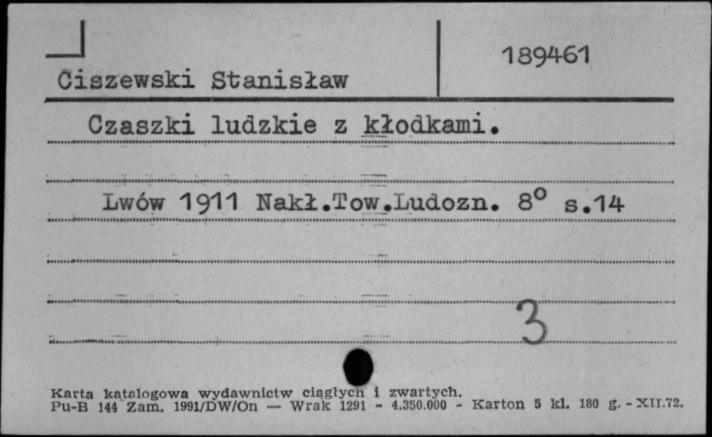 189461
Ciszewski Stanisław
Czaszki ludzkie z kłodkami.
Lwów 1911 Nakł.Tow.Ludozn. 8° s.14
3
Karta katalogowa wydawnictw ciągłych i zwartych.
Pu-B 144 Zam. 1991/DW/On — Wrak 1291 - 4.350.000 - Karton 5 kl. 180 g. - XII.72.